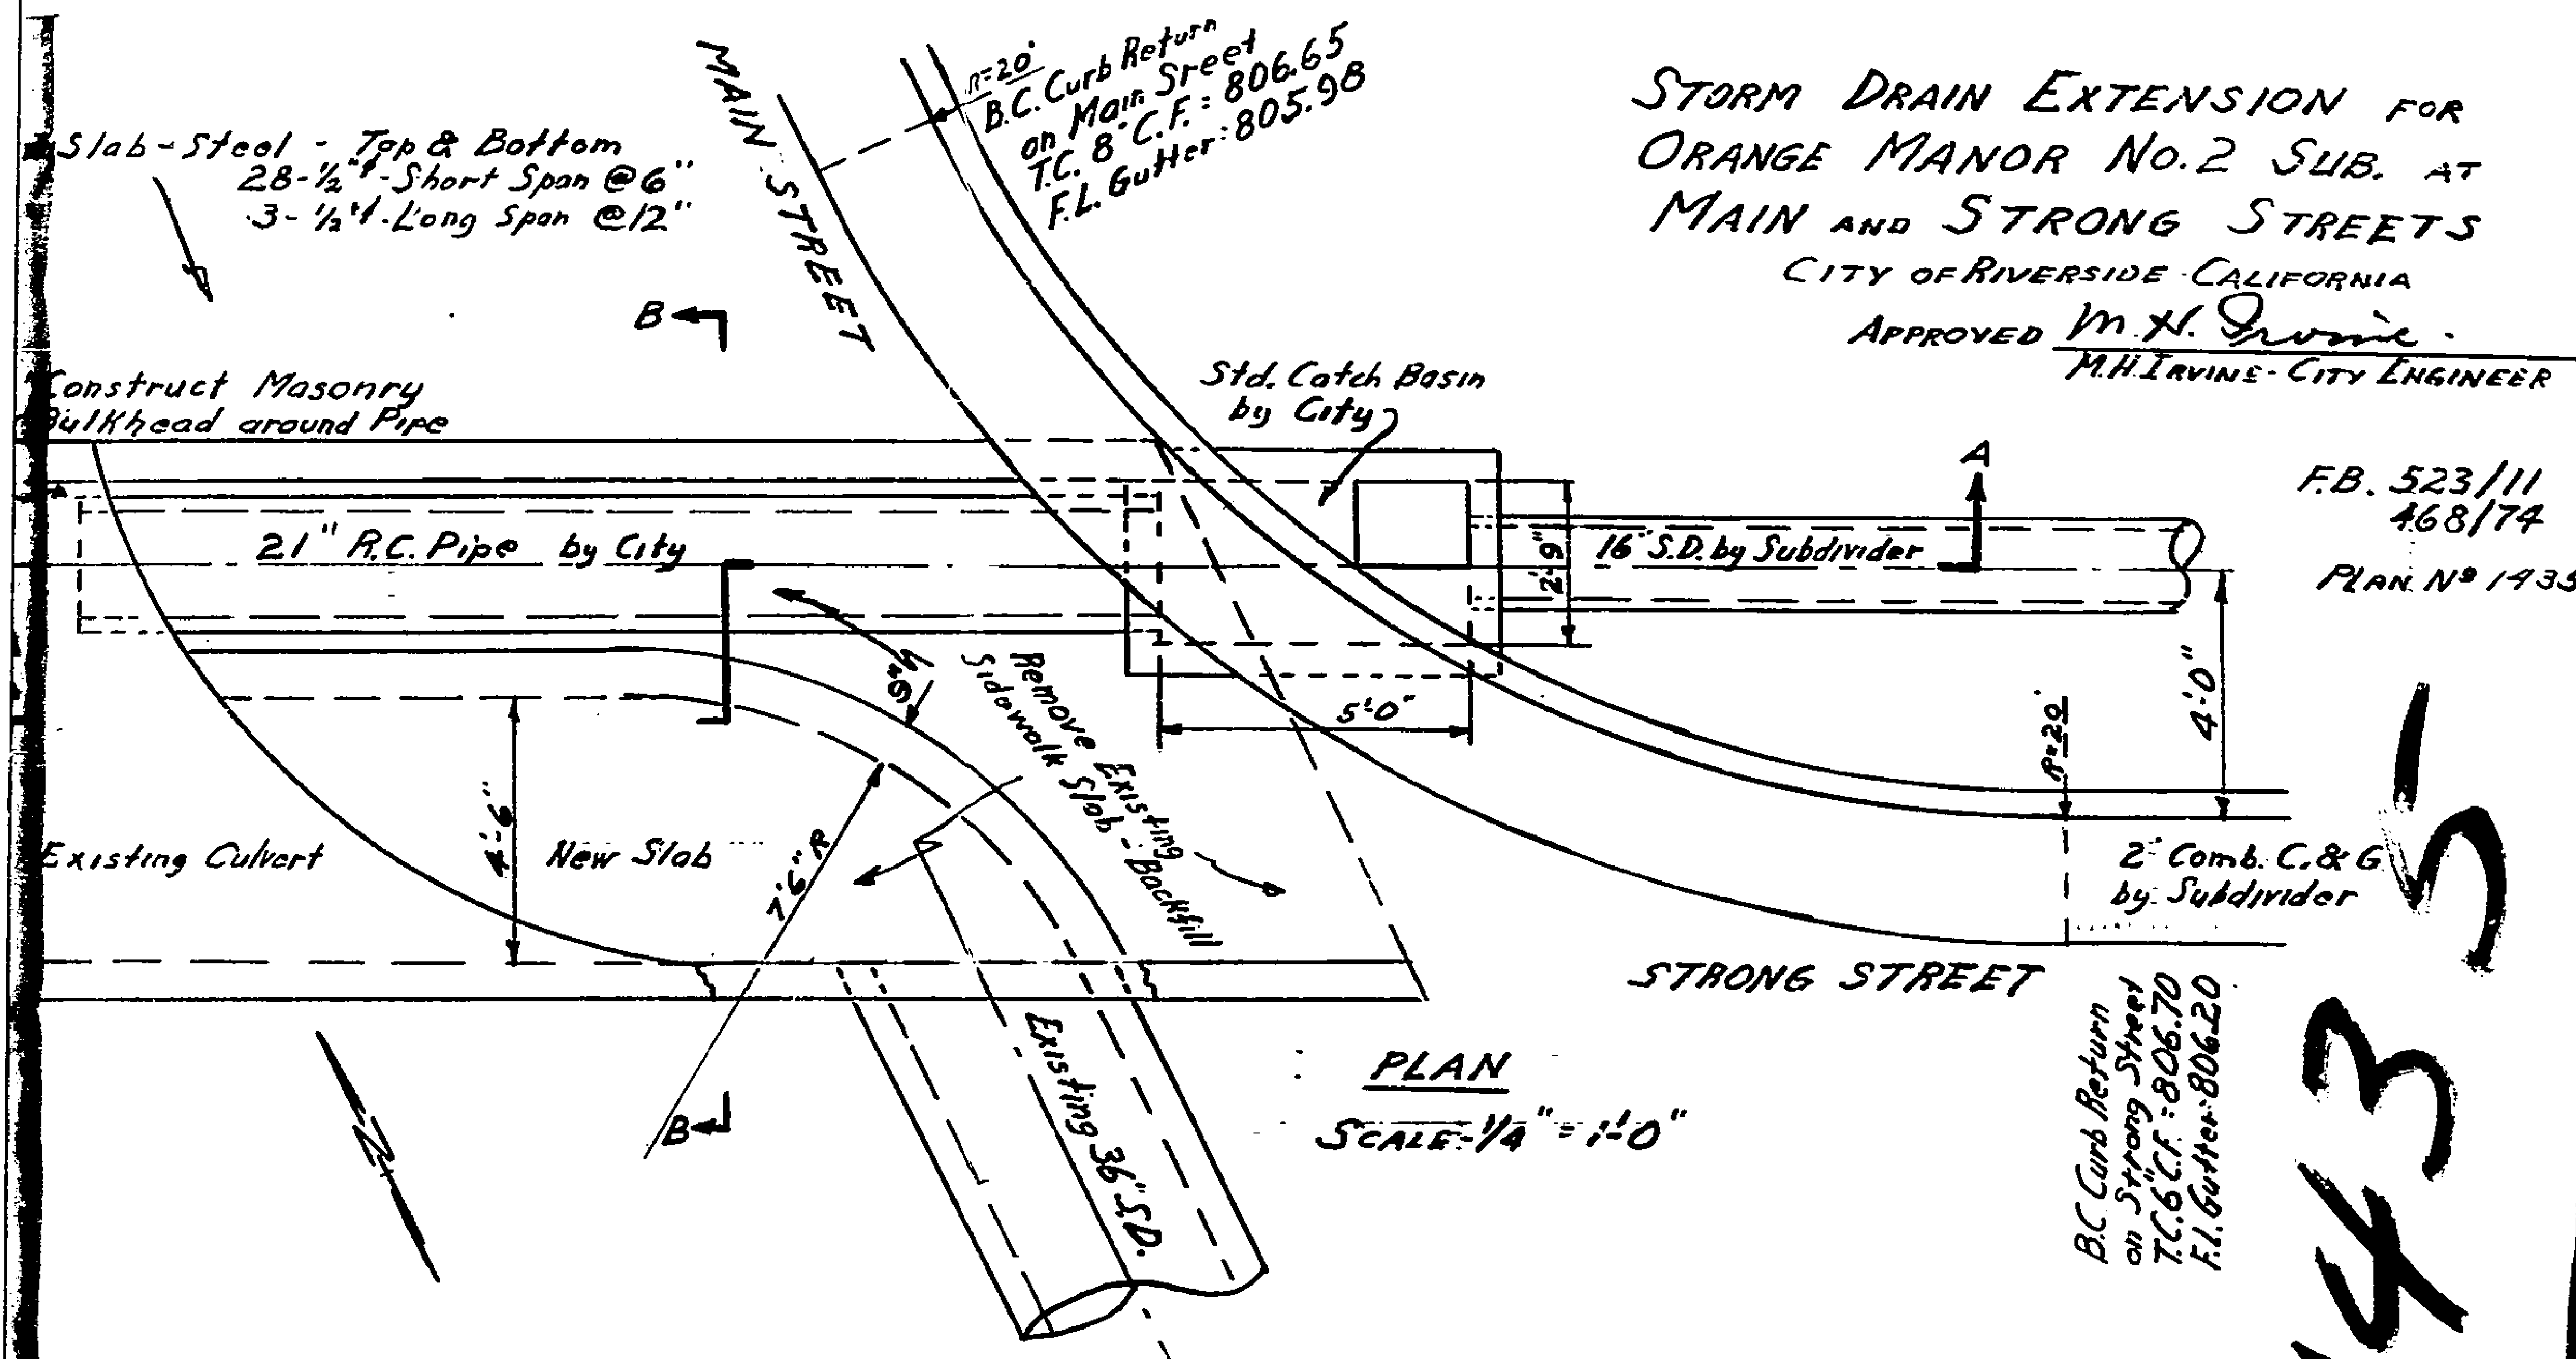 STORM DRAIN EXTENSION FOR
ORANGE MANOR No.2 SUB. AT
MAIN AND STRONG STREETS
CITY OF RIVERSIDE - CALIFORNIA
APPROVED M.H. Irvine
M.H. IRVINE - CITY ENGINEER
F.B. 523/11
468/74
PLAN Nº 1435
R=20'
B.C. Curb Return
on Main Sreet
T.C. 8" C.F. = 806.65
F.L. Gutter = 805.98
MAIN STREET
Slab - Steel - Top & Bottom
28-1/2"ϕ-Short Span @ 6"
3-1/2"ϕ-Long Span @ 12"
B
Construct Masonry
Bulkhead around Pipe
Std. Catch Basin
by City
A
21" R.C. Pipe by City
2'-9"
16" S.D. by Subdivider
9"
Remove Existing
Sidewalk Slab - Backfill
5'-0"
4'-0"
R=20'
4'-6"
Existing Culvert
New Slab
7'-6" R
2' Comb. C. & G
by Subdivider
STRONG STREET
B.C. Curb Return
on Strong Street
T.C. 6" C.F. = 806.70
F.L. Gutter = 806.20
N
B
Existing 36" S.D.
PLAN
SCALE - 1/4" = 1'-0"
1435